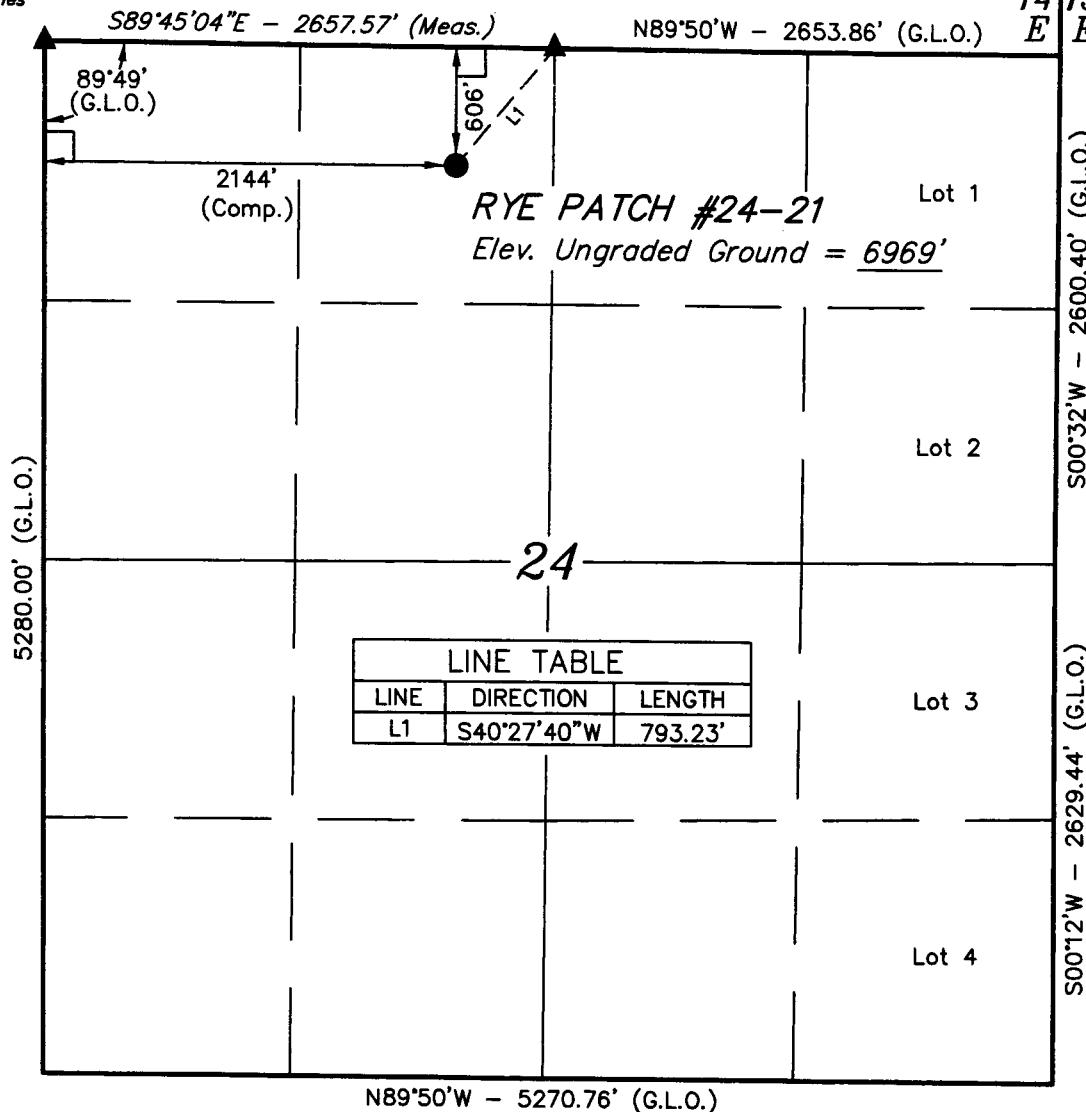 S89°45'04"E - 2657.57' (Meas.)
N89°50'W - 2653.86' (G.L.O.)
E
89°49'
(G.L.O.)
606'
L1
2144'
(Comp.)
RYE PATCH #24-21
Elev. Ungraded Ground = 6969'
Lot 1
S00°32'W - 2600.40' (G.L.O.)
Lot 2
5280.00' (G.L.O.)
24
LINE TABLE
LINE DIRECTION LENGTH
L1 S40°27'40"W 793.23'
Lot 3
S00°12'W - 2629.44' (G.L.O.)
Lot 4
N89°50'W - 5270.76' (G.L.O.)